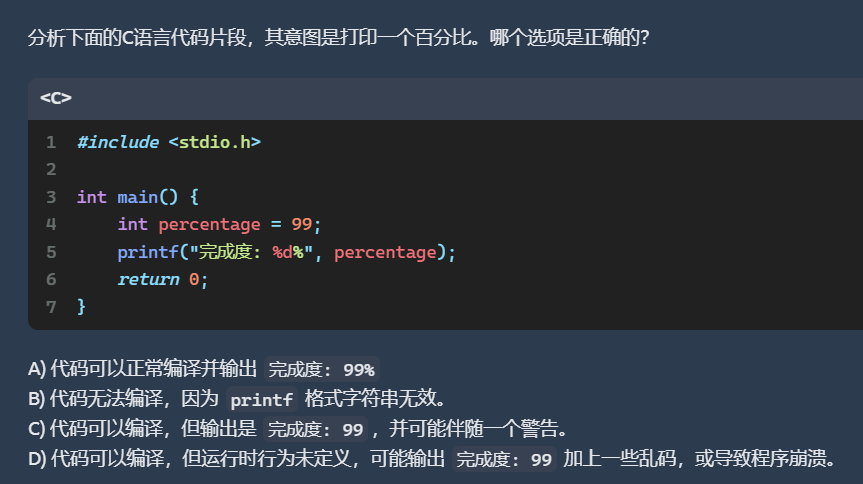 分析下面的C语言代码片段，其意图是打印一个百分比。哪个选项是正确的？
<C>
1 #include <stdio.h>
2
3 int main() {
4     int percentage = 99;
5     printf("完成度: %d%", percentage);
6     return 0;
7 }
A) 代码可以正常编译并输出 完成度: 99%
B) 代码无法编译，因为 printf 格式字符串无效。
C) 代码可以编译，但输出是 完成度: 99 ，并可能伴随一个警告。
D) 代码可以编译，但运行时行为未定义，可能输出 完成度: 99 加上一些乱码，或导致程序崩溃。